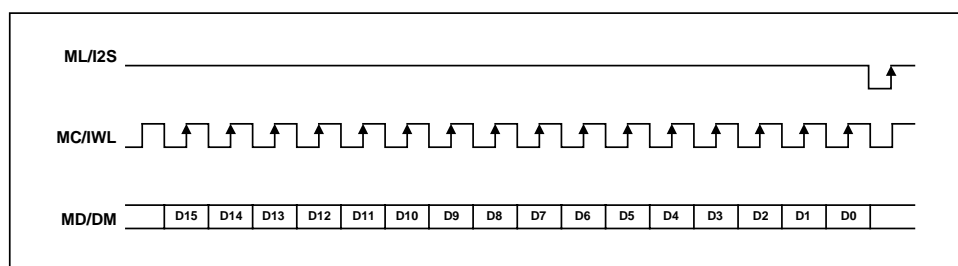 ML/I2S
MC/IWL
MD/DM D15 D14 D13 D12 D11 D10 D9 D8 D7 D6 D5 D4 D3 D2 D1 D0